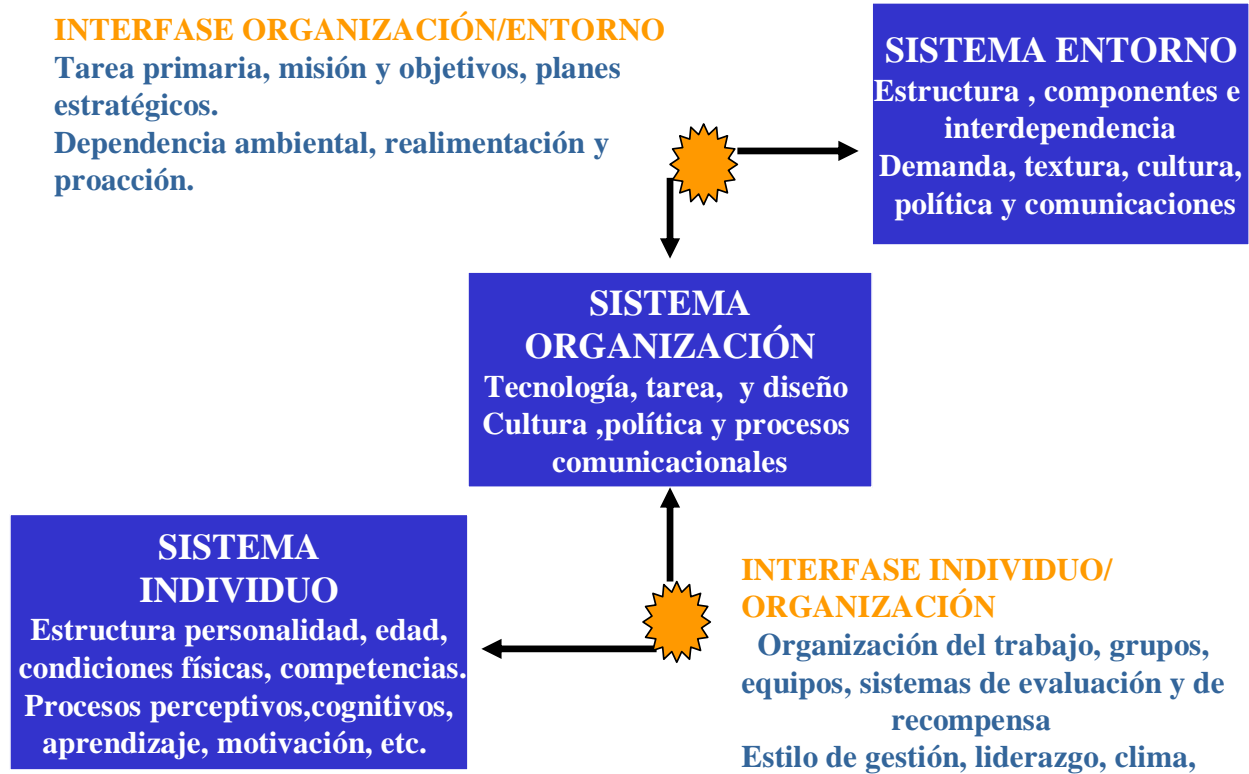 INTERFASE ORGANIZACIÓN/ENTORNO
Tarea primaria, misión y objetivos, planes
estratégicos.
Dependencia ambiental, realimentación y
proacción.
SISTEMA ENTORNO
Estructura , componentes e
interdependencia
Demanda, textura, cultura,
política y comunicaciones
SISTEMA
ORGANIZACIÓN
Tecnología, tarea,  y diseño
Cultura ,política y procesos
comunicacionales
SISTEMA
INDIVIDUO
Estructura personalidad, edad,
condiciones físicas, competencias.
Procesos perceptivos,cognitivos,
aprendizaje, motivación, etc.
INTERFASE INDIVIDUO/
ORGANIZACIÓN
Organización del trabajo, grupos,
equipos, sistemas de evaluación y de
recompensa
Estilo de gestión, liderazgo, clima,